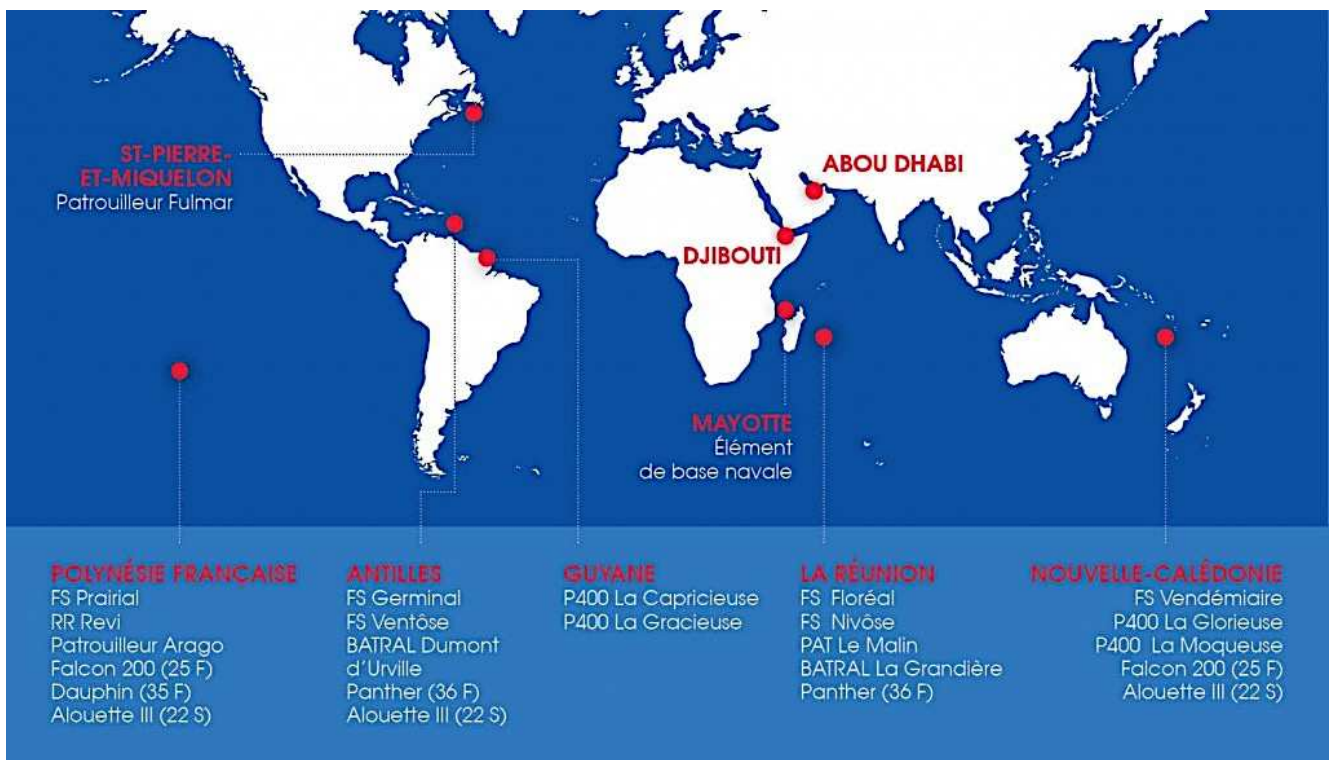 ST-PIERRE-
ET-MIQUELON
Patrouilleur Fulmar
ABOU DHABI
DJIBOUTI
MAYOTTE
Élément
de base navale
POLYNÉSIE FRANCAISE
FS Prairial
RR Revi
Patrouilleur Arago
Falcon 200 (25 F)
Dauphin (35 F)
Alouette III (22 S)
ANTILLES
FS Germinal
FS Ventôse
BATRAL Dumont
d'Urville
Panther (36 F)
Alouette III (22 S)
GUYANE
P400 La Capricieuse
P400 La Gracieuse
LA RÉUNION
FS Floréal
FS Nivôse
PAT Le Malin
BATRAL La Grandière
Panther (36 F)
NOUVELLE-CALÉDONIE
FS Vendémiaire
P400 La Glorieuse
P400 La Moqueuse
Falcon 200 (25 F)
Alouette III (22 S)